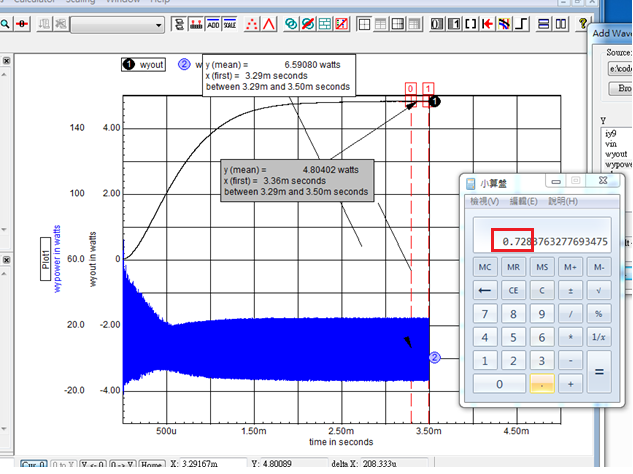 Calculator Scaling Window Help
ADD SCALE
Add Wave
Source:
e:\code
Bro
Y
iy9
vin
wyout
wypower
1 wyout 2
y (mean) = 6.59080 watts
x (first) = 3.29m seconds
between 3.29m and 3.50m seconds
0 1
1
y (mean) = 4.80402 watts
x (first) = 3.36m seconds
between 3.29m and 3.50m seconds
140 4.00
100 2.00
60.0 0
20.0 -2.00
-20.0 -4.00
Plot1
wypower in watts
wyout in watts
2
500u 1.50m 2.50m 3.50m 4.50m
time in seconds
小算盤
檢視(V) 編輯(E) 說明(H)
0.7283763277693475
MC MR MS M+ M-
← CE C ± √
7 8 9 / %
4 5 6 * 1/x
1 2 3 - =
0 . +
Cur-0 0 to X Y <- 0 0 -> Y Home X: 3.29167m Y: 4.80089 delta X: 208.333u